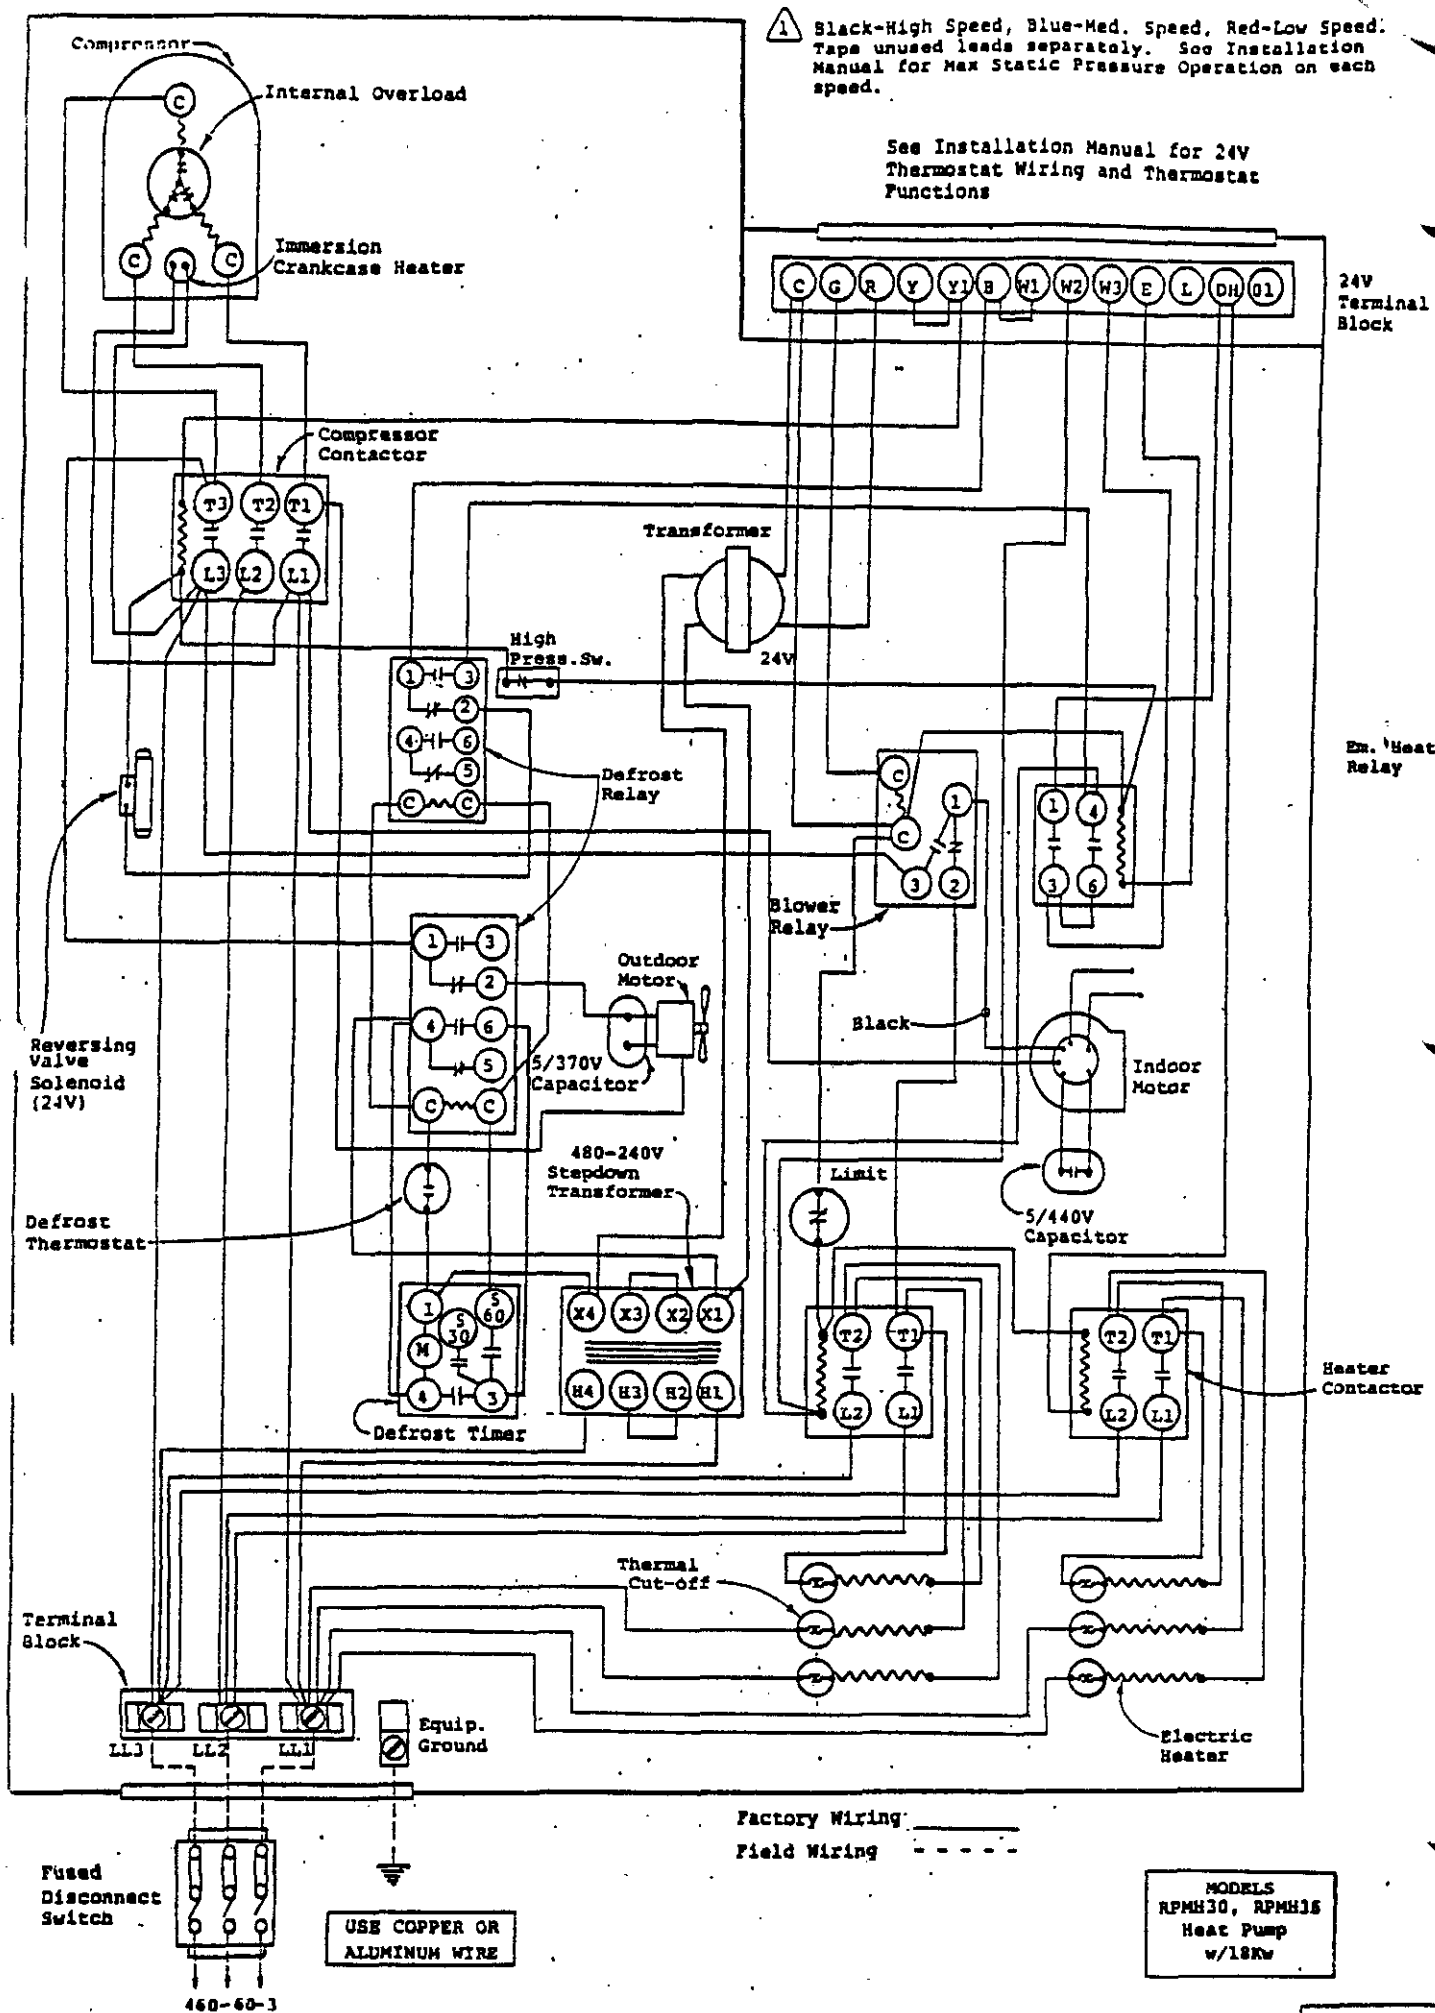 1 Black-High Speed, Blue-Med. Speed, Red-Low Speed.
Tape unused leads separately. See Installation
Manual for Max Static Pressure Operation on each
speed.
See Installation Manual for 24V
Thermostat Wiring and Thermostat
Functions
Compressor
C
Internal Overload
C C
Immersion
Crankcase Heater
C G R Y Y1 B W1 W2 W3 E L DH O1
24V
Terminal
Block
Compressor
Contactor
T3 T2 T1
L3 L2 L1
Transformer
24V
High
Press.Sw.
1 3
2
4 6
5
C C
Defrost
Relay
Em. Heat
Relay
C 1
C
3 2
Blower
Relay
1 4
3 6
1 3
2
4 6
5
C C
Outdoor
Motor
5/370V
Capacitor
Black
Indoor
Motor
Reversing
Valve
Solenoid
(24V)
480-240V
Stepdown
Transformer
Limit
5/440V
Capacitor
Defrost
Thermostat
1 S
30 S
60
M
4 3
Defrost Timer
X4 X3 X2 X1
H4 H3 H2 H1
T2 T1
L2 L1
T2 T1
L2 L1
Heater
Contactor
Thermal
Cut-off
Terminal
Block
LL3 LL2 LL1
Equip.
Ground
Electric
Heater
Factory Wiring
Field Wiring
Fused
Disconnect
Switch
USE COPPER OR
ALUMINUM WIRE
460-60-3
MODELS
RPMH30, RPMH36
Heat Pump
w/18Kw